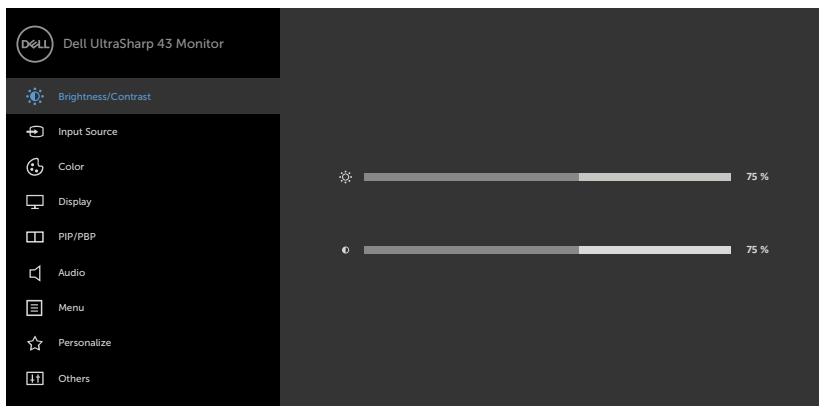 DELL Dell UltraSharp 43 Monitor
Brightness/Contrast
Input Source
Color
75 %
Display
PIP/PBP
75 %
Audio
Menu
Personalize
Others